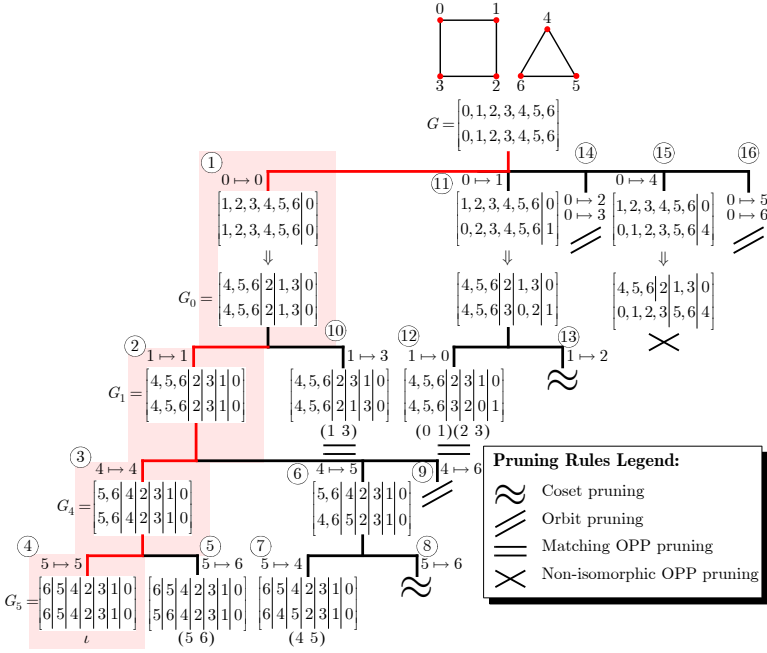 0 1
4
3 2 6 5
G = [0,1,2,3,4,5,6
0,1,2,3,4,5,6]
① ⑭ ⑮ ⑯
0 ↦ 0 ⑪ 0 ↦ 1 0 ↦ 4
0 ↦ 2
0 ↦ 3
0 ↦ 5
0 ↦ 6
[1,2,3,4,5,6|0
1,2,3,4,5,6|0]
[1,2,3,4,5,6|0
0,2,3,4,5,6|1]
[1,2,3,4,5,6|0
0,1,2,3,5,6|4]
⇓ ⇓ ⇓
G₀ = [4,5,6|2|1,3|0
4,5,6|2|1,3|0]
[4,5,6|2|1,3|0
4,5,6|3|0,2|1]
[4,5,6|2|1,3|0
0,1,2,3|5,6|4]
② 1 ↦ 1 ⑩ 1 ↦ 3 ⑫ 1 ↦ 0 ⑬ 1 ↦ 2
G₁ = [4,5,6|2|3|1|0
4,5,6|2|3|1|0]
[4,5,6|2|3|1|0
4,5,6|2|1|3|0]
(1 3)
[4,5,6|2|3|1|0
4,5,6|3|2|0|1]
(0 1)(2 3)
③ 4 ↦ 4 ⑥ 4 ↦ 5 ⑨ 4 ↦ 6
G₄ = [5,6|4|2|3|1|0
5,6|4|2|3|1|0]
[5,6|4|2|3|1|0
4,6|5|2|3|1|0]
④ 5 ↦ 5 ⑤ 5 ↦ 6 ⑦ 5 ↦ 4 ⑧ 5 ↦ 6
G₅ = [6|5|4|2|3|1|0
6|5|4|2|3|1|0]
ι
[6|5|4|2|3|1|0
5|6|4|2|3|1|0]
(5 6)
[6|5|4|2|3|1|0
6|4|5|2|3|1|0]
(4 5)
Pruning Rules Legend:
Coset pruning
Orbit pruning
Matching OPP pruning
Non-isomorphic OPP pruning